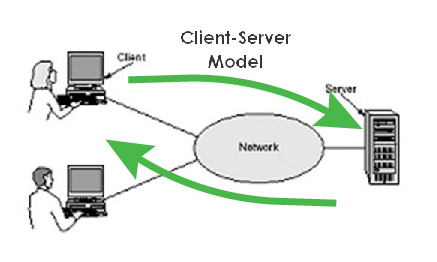 Client-Server
Model
Client
Server
Network